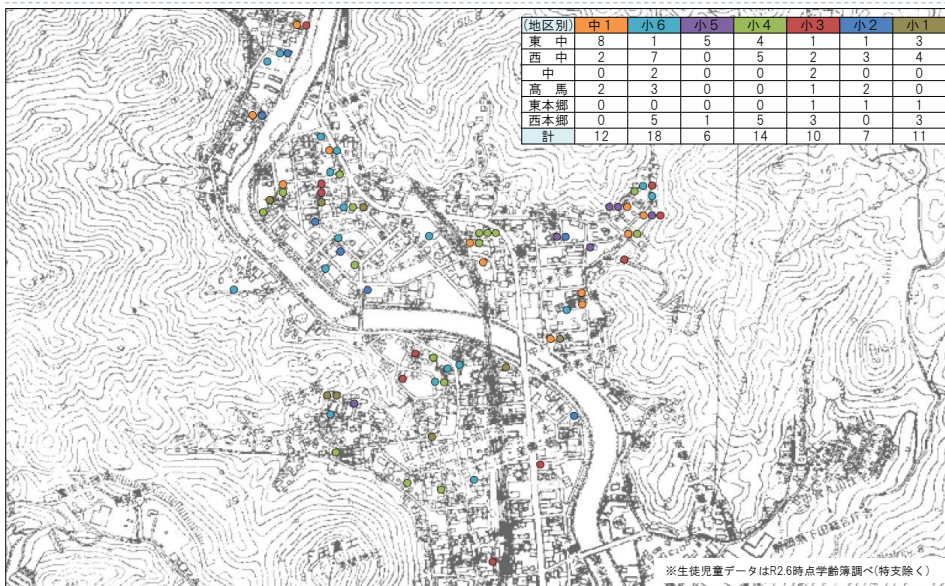 (地区別) 中1 小6 小5 小4 小3 小2 小1
東中 8 1 5 4 1 1 3
西中 2 7 0 5 2 3 4
中 0 2 0 0 2 0 0
高馬 2 3 0 0 1 2 0
東本郷 0 0 0 0 1 1 1
西本郷 0 5 1 5 3 0 3
計 12 18 6 14 10 7 11
※生徒児童データはR2.6時点学齢簿調べ(特支除く)